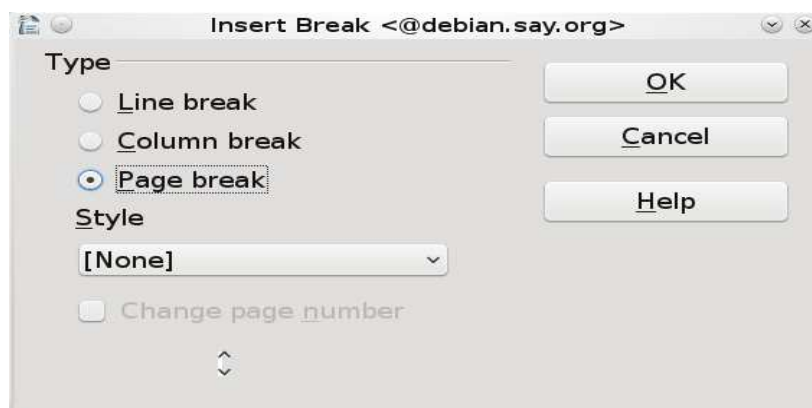 Insert Break <@debian.say.org>
Type
Line break
Column break
Page break
Style
[None]
Change page number
OK
Cancel
Help